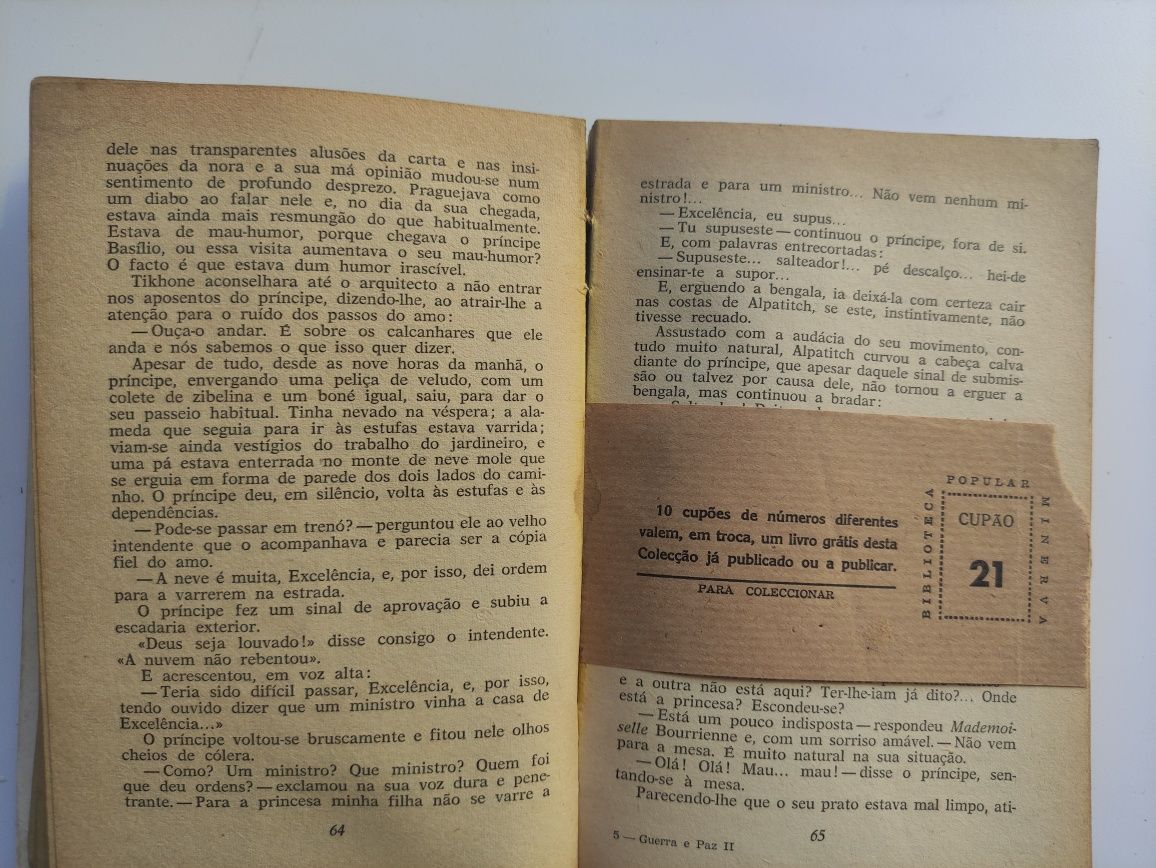 dele nas transparentes alusões da carta e nas insi-
nuações da nora e a sua má opinião mudou-se num
sentimento de profundo desprezo. Praguejava como
um diabo ao falar nele e, no dia da sua chegada,
estava ainda mais resmungão do que habitualmente.
Estava de mau-humor, porque chegava o príncipe
Basílio, ou essa visita aumentava o seu mau-humor?
O facto é que estava dum humor irascível.
Tikhone aconselhara até o arquitecto a não entrar
nos aposentos do príncipe, dizendo-lhe, ao atrair-lhe a
atenção para o ruído dos passos do amo:
— Ouça-o andar. É sobre os calcanhares que ele
anda e nós sabemos o que isso quer dizer.
Apesar de tudo, desde as nove horas da manhã, o
príncipe, envergando uma peliça de veludo, com um
colete de zibelina e um boné igual, saiu, para dar o
seu passeio habitual. Tinha nevado na véspera; a ala-
meda que seguia para ir às estufas estava varrida;
viam-se ainda vestígios do trabalho do jardineiro, e
uma pá estava enterrada no monte de neve mole que
se erguia em forma de parede dos dois lados do cami-
nho. O príncipe deu, em silêncio, volta às estufas e às
dependências.
— Pode-se passar em trenó? — perguntou ele ao velho
intendente que o acompanhava e parecia ser a cópia
fiel do amo.
— A neve é muita, Excelência, e, por isso, dei ordem
para a varrerem na estrada.
O príncipe fez um sinal de aprovação e subiu a
escadaria exterior.
«Deus seja louvado!» disse consigo o intendente.
«A nuvem não rebentou».
E acrescentou, em voz alta:
— Teria sido difícil passar, Excelência, e, por isso,
tendo ouvido dizer que um ministro vinha a casa de
Excelência...»
O príncipe voltou-se bruscamente e fitou nele olhos
cheios de cólera.
— Como? Um ministro? Que ministro? Quem foi
que deu ordens? — exclamou na sua voz dura e pene-
trante. — Para a princesa minha filha não se varre a
64
estrada e para um ministro... Não vem nenhum mi-
nistro!...
— Excelência, eu supus...
— Tu supuseste — continuou o príncipe, fora de si.
E, com palavras entrecortadas:
— Supuseste... salteador!... pé descalço... hei-de
ensinar-te a supor...
E, erguendo a bengala, ia deixá-la com certeza cair
nas costas de Alpatitch, se este, instintivamente, não
tivesse recuado.
Assustado com a audácia do seu movimento, con-
tudo muito natural, Alpatitch curvou a cabeça calva
diante do príncipe, que apesar daquele sinal de submis-
são ou talvez por causa dele, não tornou a erguer a
bengala, mas continuou a bradar:
10 cupões de números diferentes
valem, em troca, um livro grátis desta
Colecção já publicado ou a publicar.
PARA COLECCIONAR
BIBLIOTECA
POPULAR
MINERVA
CUPÃO
21
e a outra não está aqui? Ter-lhe-iam já dito?... Onde
está a princesa? Escondeu-se?
— Está um pouco indisposta — respondeu Mademoi-
selle Bourrienne e, com um sorriso amável. — Não vem
para a mesa. É muito natural na sua situação.
— Olá! Olá! Mau... mau! — disse o príncipe, sen-
tando-se à mesa.
Parecendo-lhe que o seu prato estava mal limpo, ati-
5 — Guerra e Paz II
65